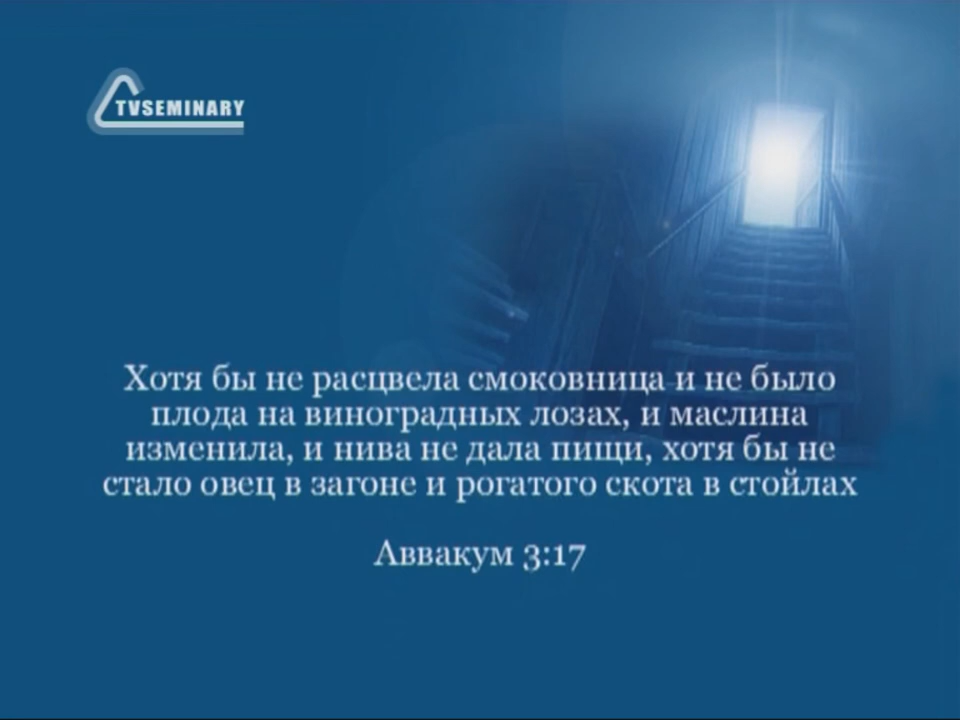 TVSEMINARY
Хотя бы не расцвела смоковница и не было
плода на виноградных лозах, и маслина
изменила, и нива не дала пищи, хотя бы не
стало овец в загоне и рогатого скота в стойлах
Аввакум 3:17